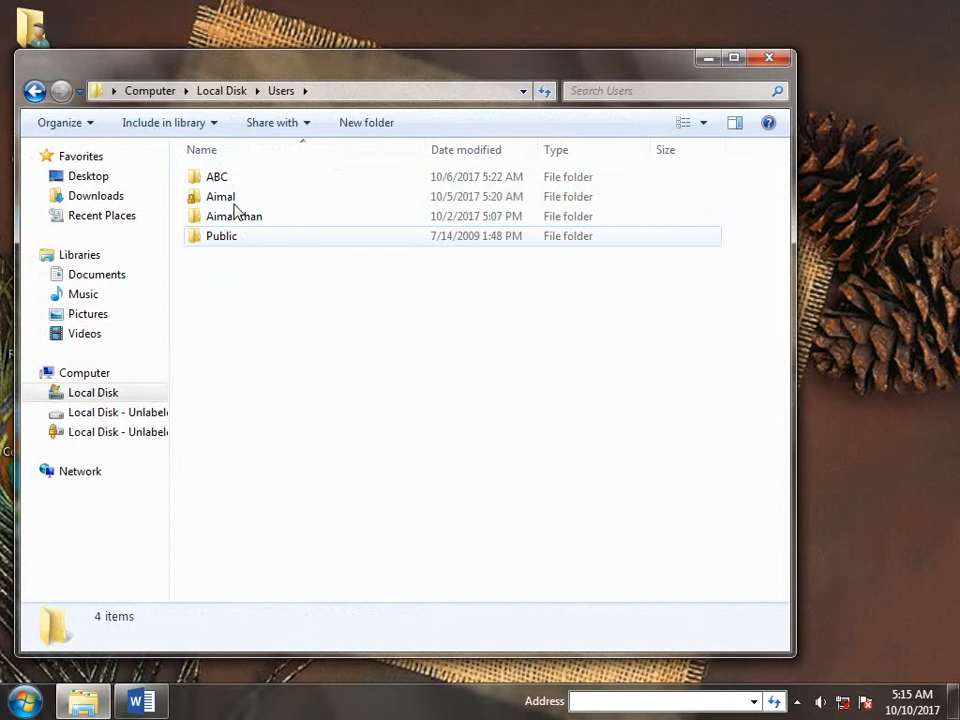 Computer Local Disk Users
Search Users
Organize Include in library Share with New folder
Name Date modified Type Size
ABC 10/6/2017 5:22 AM File folder
Aimal 10/5/2017 5:20 AM File folder
10/2/2017 5:07 PM File folder
Public 7/14/2009 1:48 PM File folder
Favorites
Desktop
Downloads
Recent Places
Libraries
Documents
Music
Pictures
Videos
Computer
Local Disk
Local Disk - Unlabele
Local Disk - Unlabele
Network
4 items
Address
5:15 AM
10/10/2017